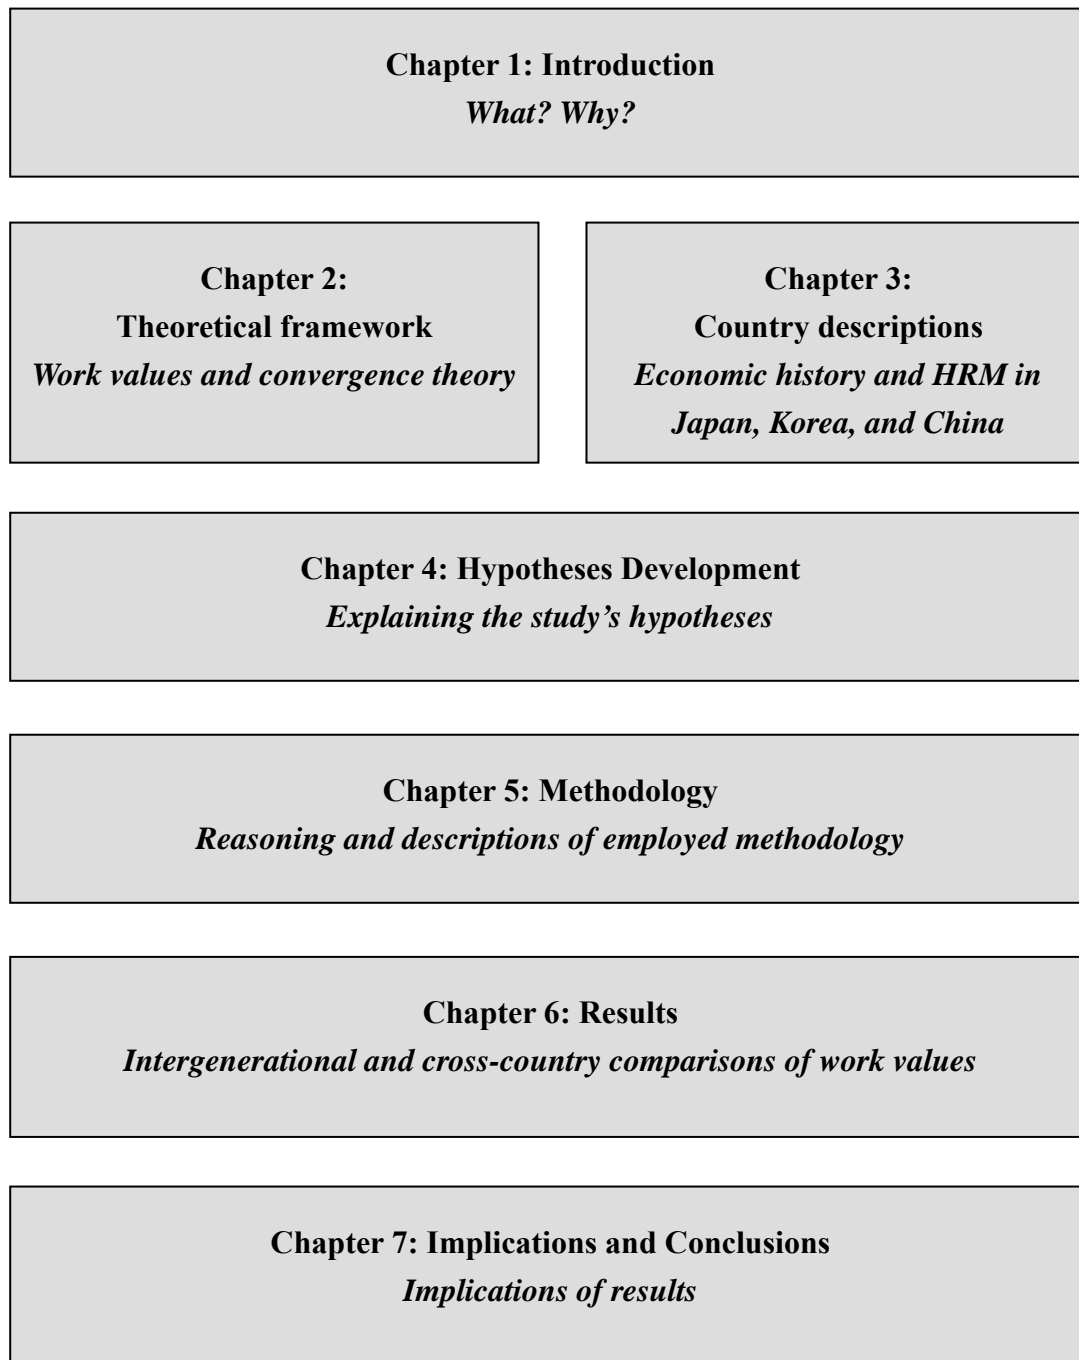 Chapter 1: Introduction
What? Why?
Chapter 2:
Theoretical framework
Work values and convergence theory
Chapter 3:
Country descriptions
Economic history and HRM in
Japan, Korea, and China
Chapter 4: Hypotheses Development
Explaining the study’s hypotheses
Chapter 5: Methodology
Reasoning and descriptions of employed methodology
Chapter 6: Results
Intergenerational and cross-country comparisons of work values
Chapter 7: Implications and Conclusions
Implications of results